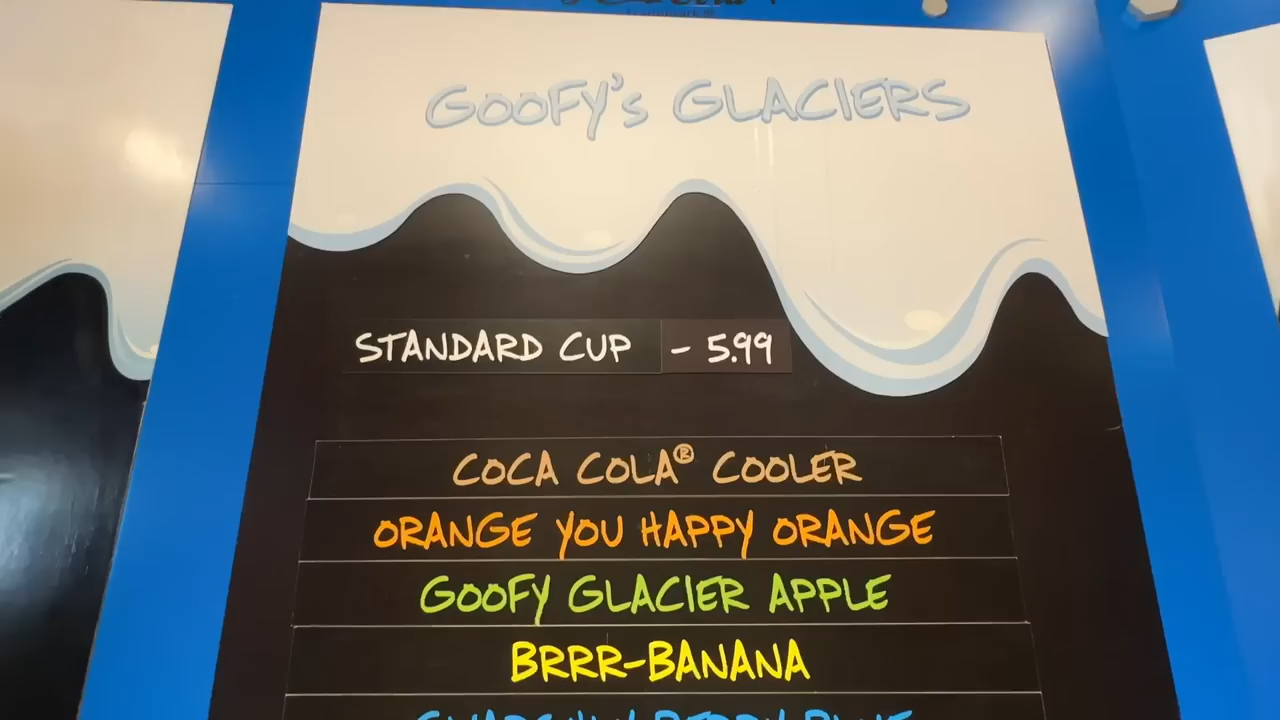 GOOFY'S GLACIERS
STANDARD CUP - 5.99
COCA COLA® COOLER
ORANGE YOU HAPPY ORANGE
GOOFY GLACIER APPLE
BRRR-BANANA